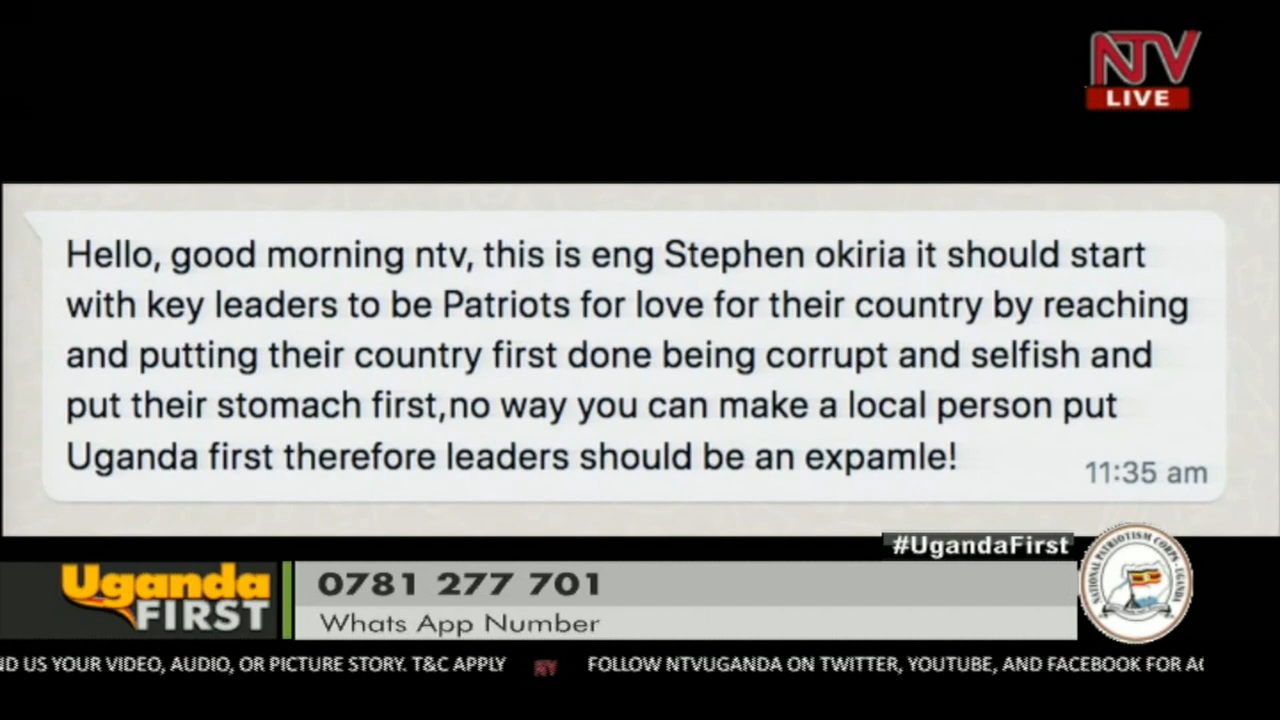 NTV
LIVE
Hello, good morning ntv, this is eng Stephen okiria it should start
with key leaders to be Patriots for love for their country by reaching
and putting their country first done being corrupt and selfish and
put their stomach first,no way you can make a local person put
Uganda first therefore leaders should be an expamle!
11:35 am
#UgandaFirst
Uganda
FIRST
0781 277 701
Whats App Number
NATIONAL PATRIOTISM CORPS - UGANDA
ND US YOUR VIDEO, AUDIO, OR PICTURE STORY. T&C APPLY
FOLLOW NTVUGANDA ON TWITTER, YOUTUBE, AND FACEBOOK FOR